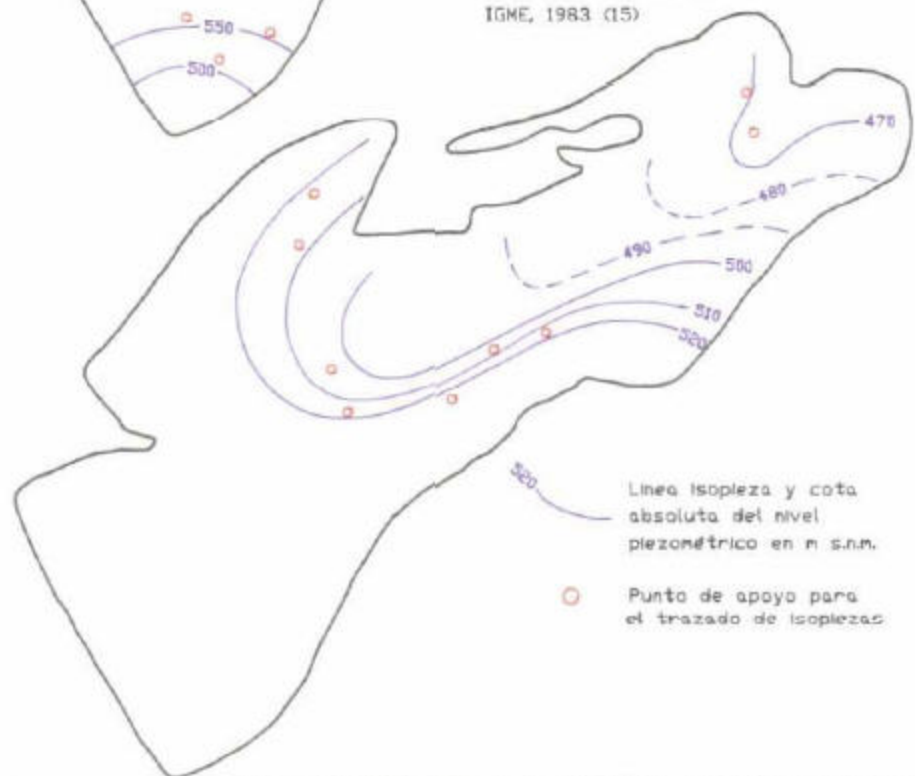 IGME, 1983 (15)
550
500
470
480
490
500
510
520
520
Linea isopieza y cota
absoluta del nivel
piezométrico en m s.n.m.
Punto de apoyo para
el trazado de isopiezas